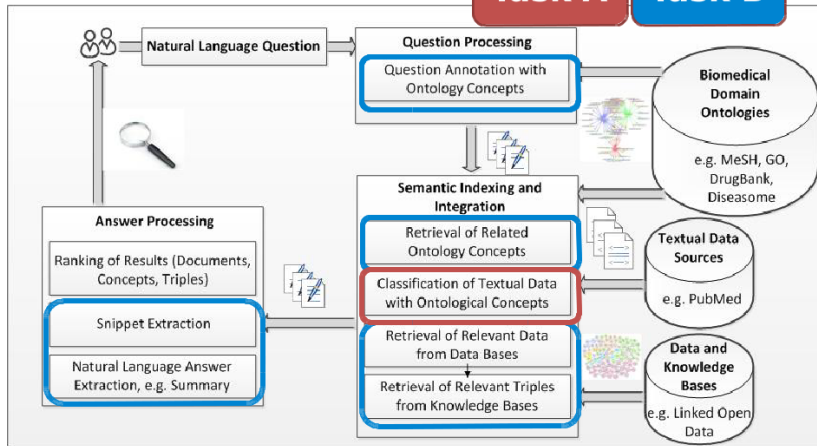 Task A Task B
Natural Language Question
Question Processing
Question Annotation with
Ontology Concepts
Biomedical
Domain
Ontologies
e.g. MeSH, GO,
DrugBank,
Diseasome
Semantic Indexing and
Integration
Retrieval of Related
Ontology Concepts
Classification of Textual Data
with Ontological Concepts
Retrieval of Relevant Data
from Data Bases
Retrieval of Relevant Triples
from Knowledge Bases
Textual Data
Sources
e.g. PubMed
Data and
Knowledge
Bases
e.g. Linked Open
Data
Answer Processing
Ranking of Results (Documents,
Concepts, Triples)
Snippet Extraction
Natural Language Answer
Extraction, e.g. Summary